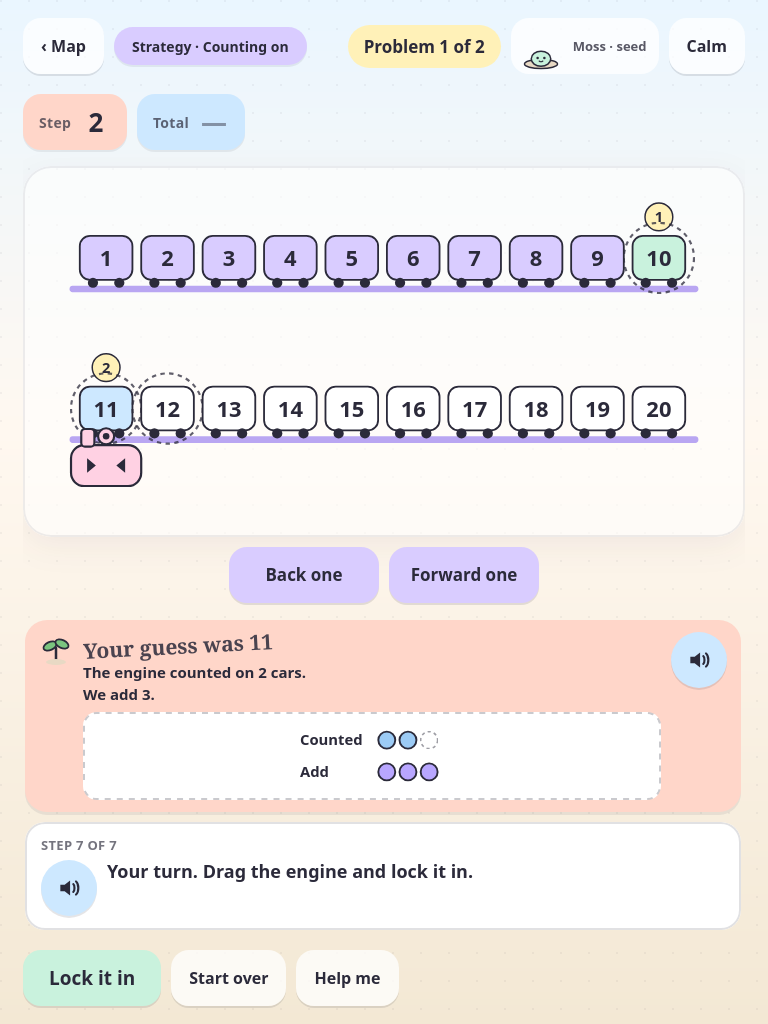 ‹ Map
Strategy · Counting on
Problem 1 of 2
Moss · seed
Calm
Step 2
Total —
1
1 2 3 4 5 6 7 8 9 10
2
11 12 13 14 15 16 17 18 19 20
Back one
Forward one
Your guess was 11
The engine counted on 2 cars.
We add 3.
Counted
Add
STEP 7 OF 7
Your turn. Drag the engine and lock it in.
Lock it in
Start over
Help me